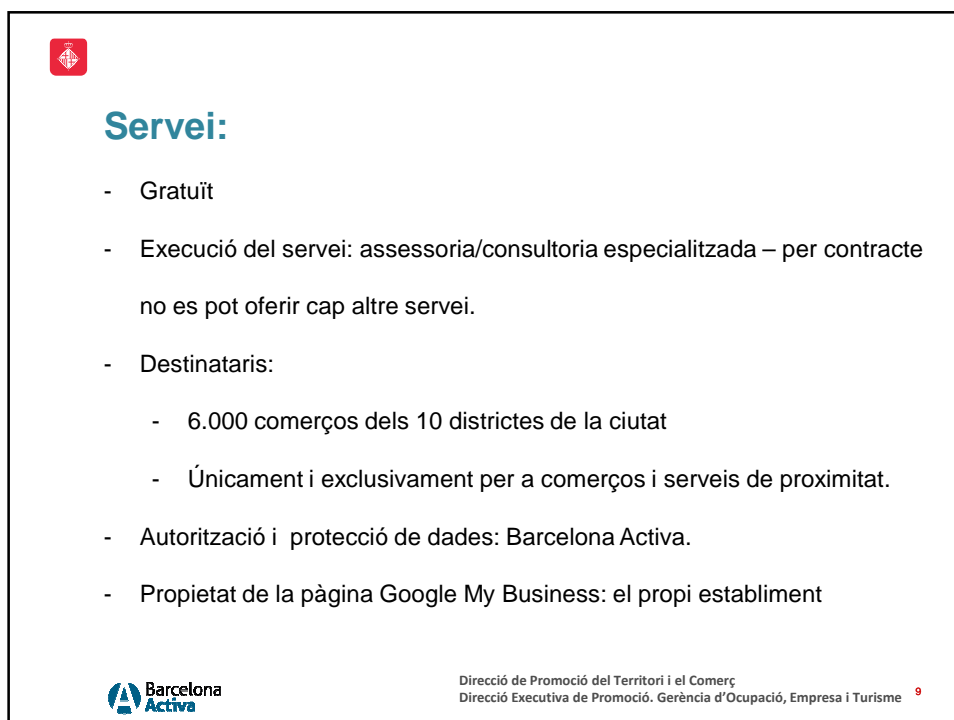 Servei:
- Gratuït
- Execució del servei: assessoria/consultoria especialitzada – per contracte
no es pot oferir cap altre servei.
- Destinataris:
- 6.000 comerços dels 10 districtes de la ciutat
- Únicament i exclusivament per a comerços i serveis de proximitat.
- Autorització i  protecció de dades: Barcelona Activa.
- Propietat de la pàgina Google My Business: el propi establiment
Barcelona
Activa
Direcció de Promoció del Territori i el Comerç
Direcció Executiva de Promoció. Gerència d'Ocupació, Empresa i Turisme
9